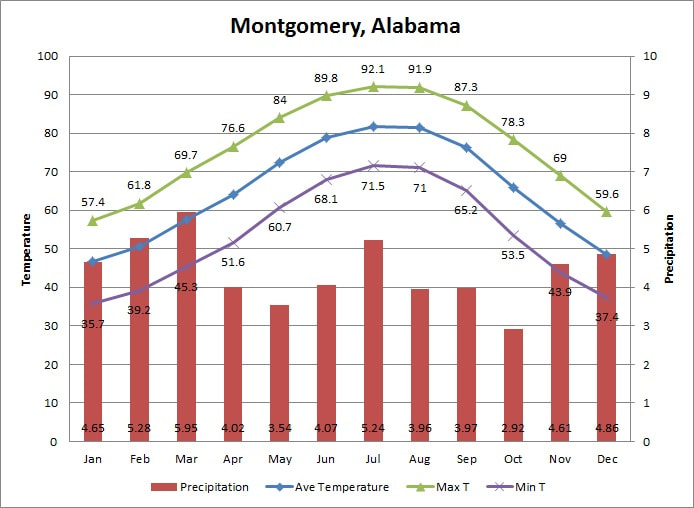 Montgomery, Alabama
100
90
80
70
60
50
40
30
20
10
0
Temperature
10
9
8
7
6
5
4
3
2
1
0
Precipitation
57.4 61.8 69.7 76.6 84 89.8 92.1 91.9 87.3 78.3 69 59.6
35.7 39.2 45.3 51.6 60.7 68.1 71.5 71 65.2 53.5 43.9 37.4
4.65 5.28 5.95 4.02 3.54 4.07 5.24 3.96 3.97 2.92 4.61 4.86
Jan Feb Mar Apr May Jun Jul Aug Sep Oct Nov Dec
Precipitation Ave Temperature Max T Min T